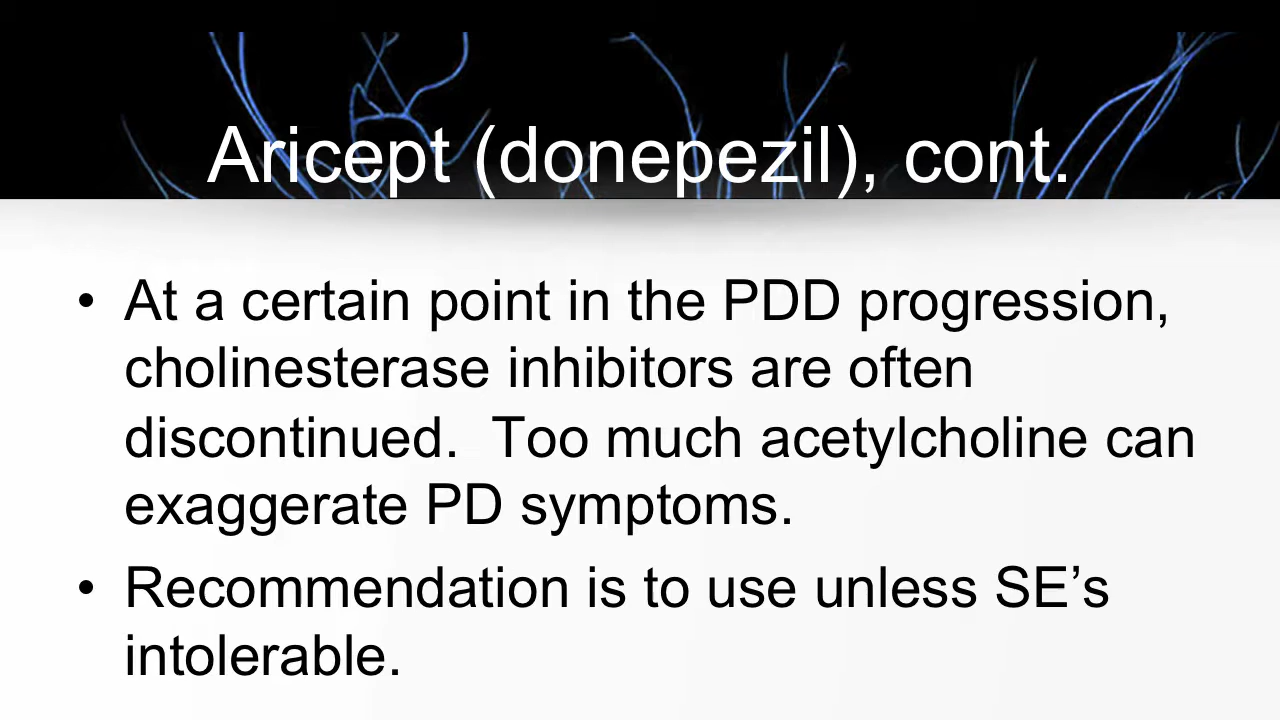 Aricept (donepezil), cont.
• At a certain point in the PDD progression,
cholinesterase inhibitors are often
discontinued.  Too much acetylcholine can
exaggerate PD symptoms.
• Recommendation is to use unless SE’s
intolerable.